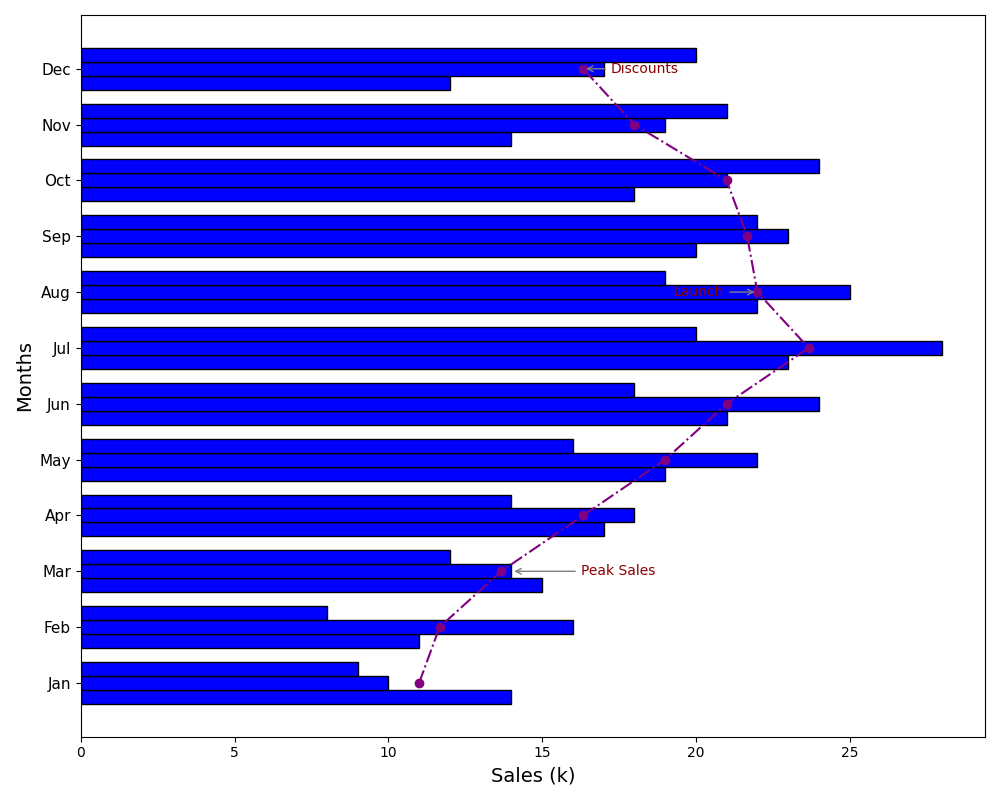 Dec
Discounts
Nov
Oct
Sep
Aug
Launch
Jul
Jun
May
Apr
Mar
Peak Sales
Feb
Jan
Months
0 5 10 15 20 25
Sales (k)